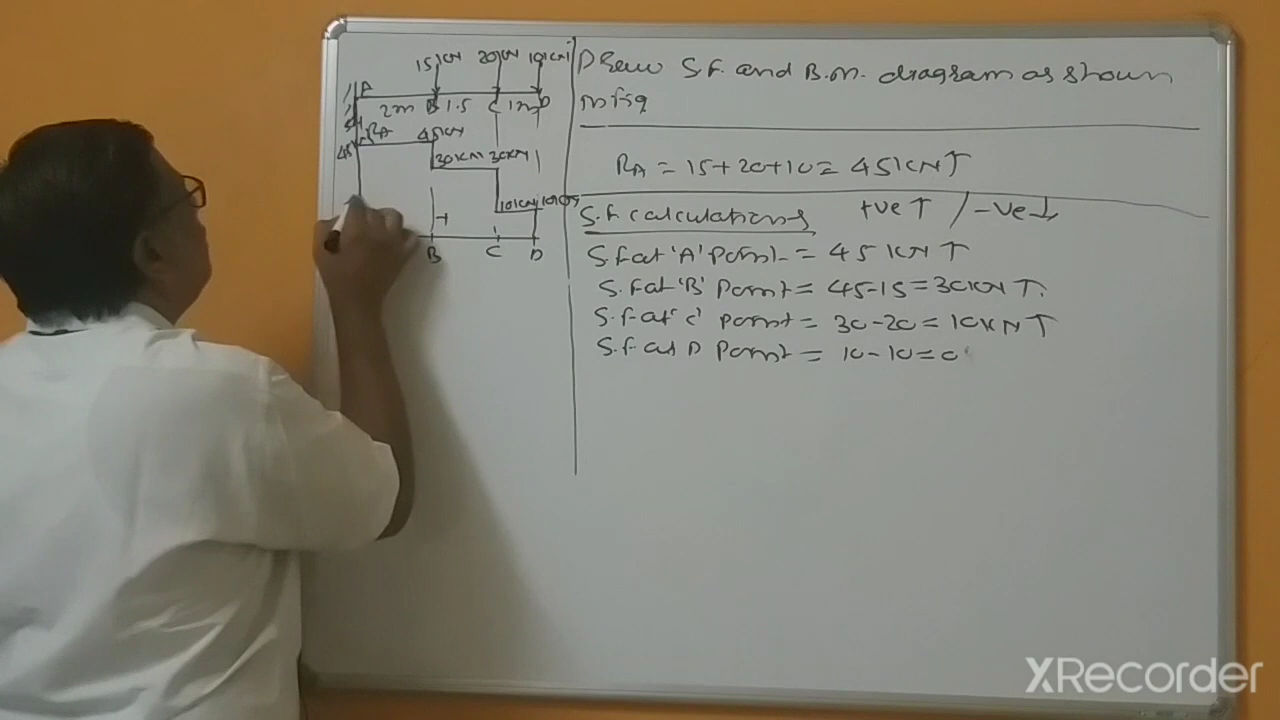 15KN 20KN 10KN
A 2m B 1.5 C 1m D
RA 45KN
45
30KN 30KN
10KN 10KN
+
B C D
Draw S.F. and B.M. diagram as shown
in fig
RA = 15+20+10 = 45KN↑
S.F calculations +ve ↑ / -ve ↓
S.F at 'A' Point = 45 KN ↑
S.F at 'B' Point = 45-15 = 30KN ↑.
S.F at 'C' Point = 30-20 = 10KN ↑
S.F at D Point = 10-10 = 0
XRecorder